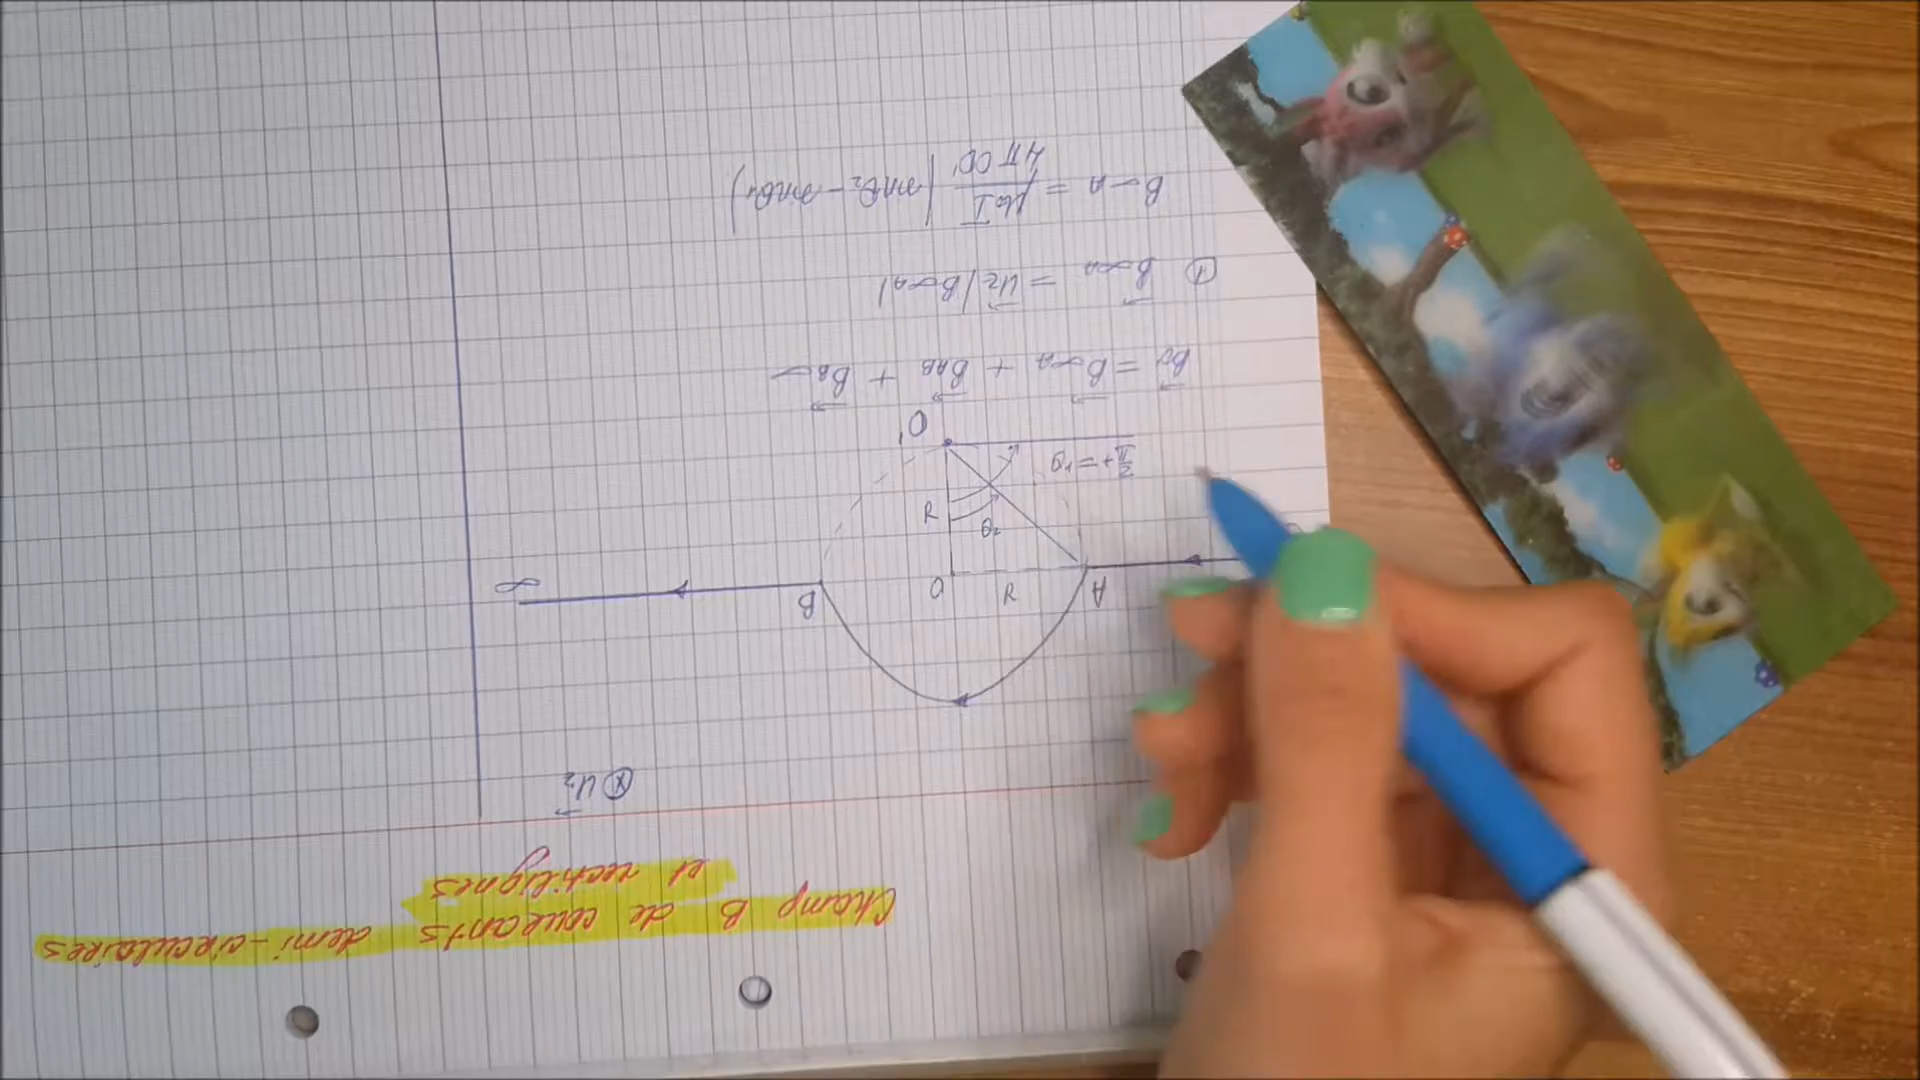 Champ B de courants demi-circulaires
et rectilignes
⊗ u⃗z
∞ B O R A
R θ2
θ1 = + π/2
O'
B⃗O' = B⃗∞A + B⃗AB + B⃗B∞
① B⃗∞A = u⃗z |B∞A|
B∞A = μ0I / 4πOO' |sinθ2 - sinθ1|